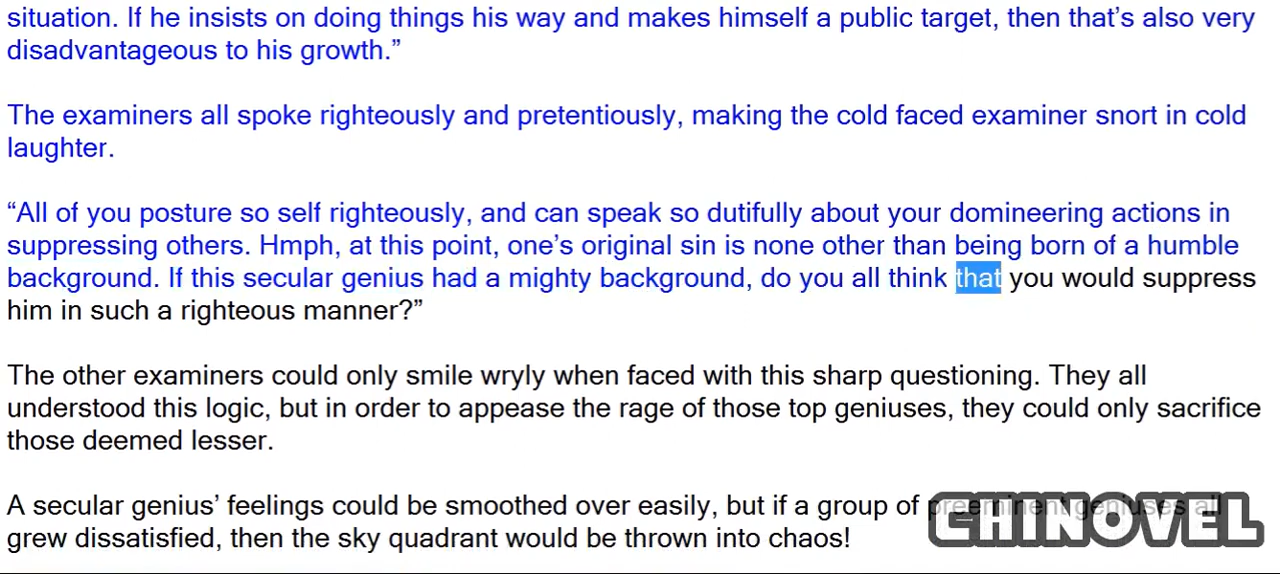 situation. If he insists on doing things his way and makes himself a public target, then that’s also very
disadvantageous to his growth.”
The examiners all spoke righteously and pretentiously, making the cold faced examiner snort in cold
laughter.
“All of you posture so self righteously, and can speak so dutifully about your domineering actions in
suppressing others. Hmph, at this point, one’s original sin is none other than being born of a humble
background. If this secular genius had a mighty background, do you all think that you would suppress
him in such a righteous manner?”
The other examiners could only smile wryly when faced with this sharp questioning. They all
understood this logic, but in order to appease the rage of those top geniuses, they could only sacrifice
those deemed lesser.
A secular genius’ feelings could be smoothed over easily, but if a group of preeminent geniuses all
grew dissatisfied, then the sky quadrant would be thrown into chaos!
CHINOVEL